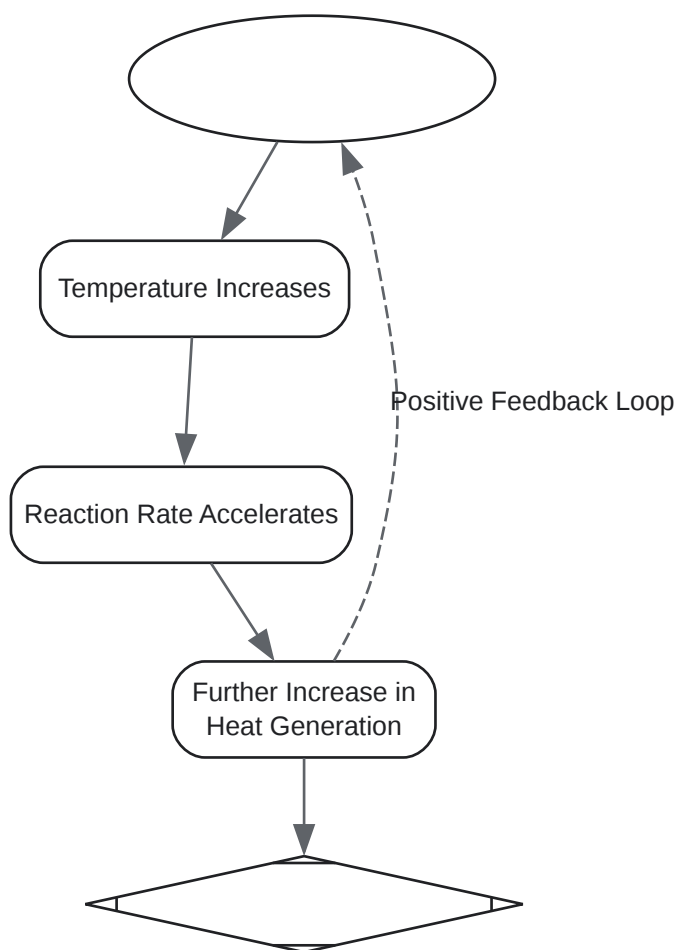 Temperature Increases
Positive Feedback Loop
Reaction Rate Accelerates
Further Increase in
Heat Generation